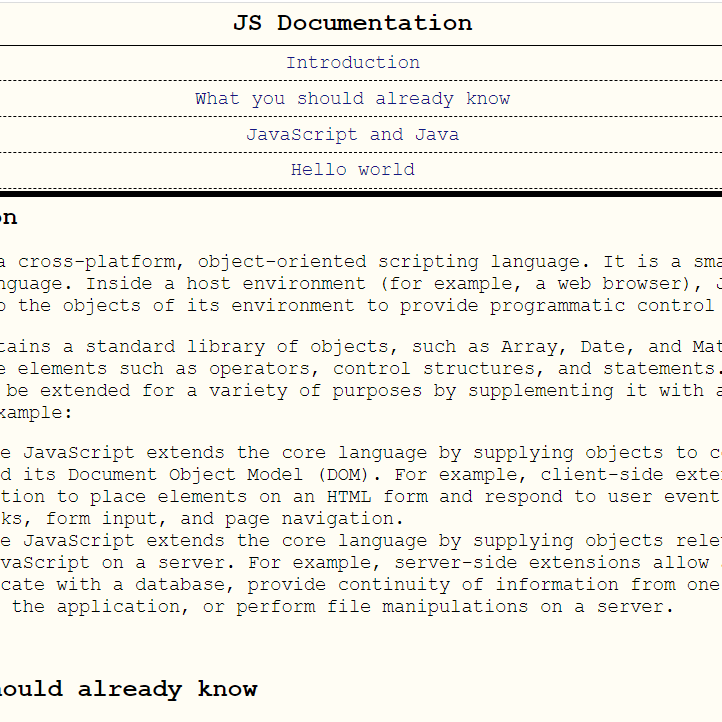 JS Documentation
Introduction
What you should already know
JavaScript and Java
Hello world
on
a cross-platform, object-oriented scripting language. It is a sma
nguage. Inside a host environment (for example, a web browser), J
o the objects of its environment to provide programmatic control
tains a standard library of objects, such as Array, Date, and Mat
e elements such as operators, control structures, and statements.
be extended for a variety of purposes by supplementing it with a
xample:
e JavaScript extends the core language by supplying objects to c
d its Document Object Model (DOM). For example, client-side exte
tion to place elements on an HTML form and respond to user event
ks, form input, and page navigation.
e JavaScript extends the core language by supplying objects rele
vaScript on a server. For example, server-side extensions allow
cate with a database, provide continuity of information from one
the application, or perform file manipulations on a server.
ould already know